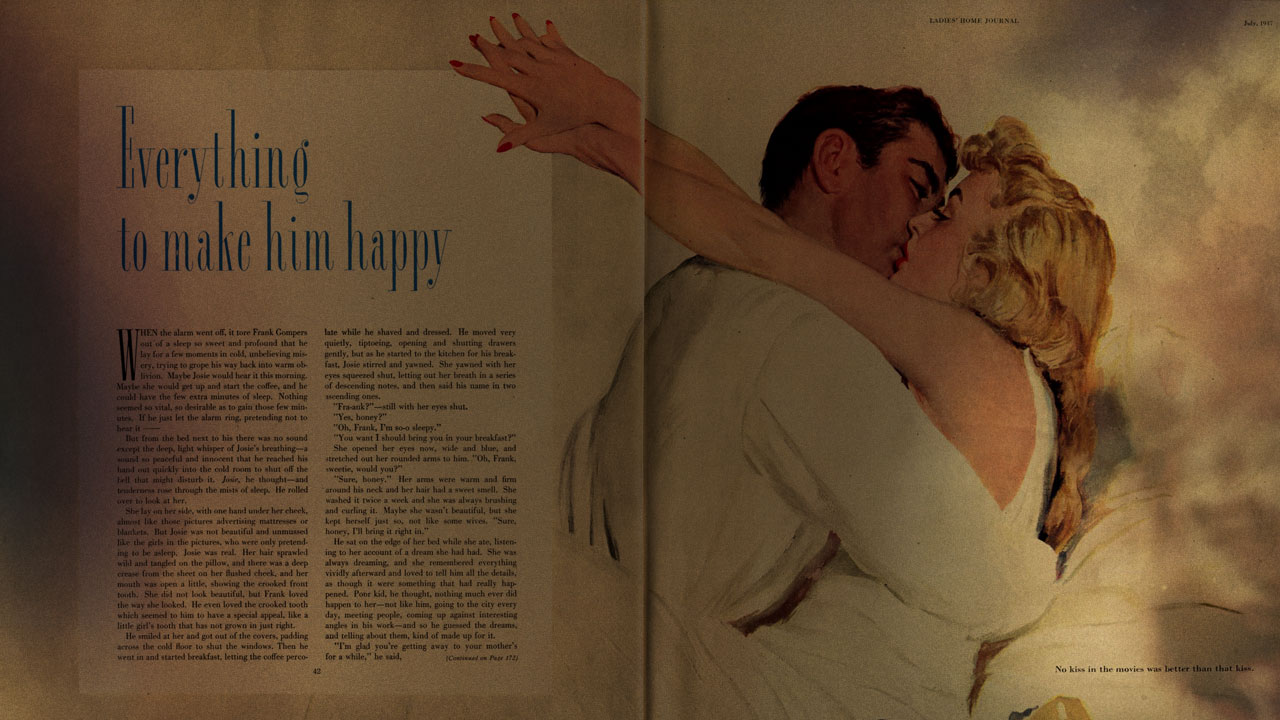 LADIES' HOME JOURNAL
July, 1947
Everything
to make him happy
WHEN the alarm went off, it tore Frank Gompers
out of a sleep so sweet and profound that he
lay for a few moments in cold, unbelieving mis-
ery, trying to grope his way back into warm ob-
livion. Maybe Josie would hear it this morning.
Maybe she would get up and start the coffee, and he
could have the few extra minutes of sleep. Nothing
seemed so vital, so desirable as to gain those few min-
utes. If he just let the alarm ring, pretending not to
hear it ——
But from the bed next to his there was no sound
except the deep, light whisper of Josie's breathing—a
sound so peaceful and innocent that he reached his
hand out quickly into the cold room to shut off the
bell that might disturb it. Josie, he thought—and
tenderness rose through the mists of sleep. He rolled
over to look at her.
She lay on her side, with one hand under her cheek,
almost like those pictures advertising mattresses or
blankets. But Josie was not beautiful and unmussed
like the girls in the pictures, who were only pretend-
ing to be asleep. Josie was real. Her hair sprawled
wild and tangled on the pillow, and there was a deep
crease from the sheet on her flushed cheek, and her
mouth was open a little, showing the crooked front
tooth. She did not look beautiful, but Frank loved
the way she looked. He even loved the crooked tooth
which seemed to him to have a special appeal, like a
little girl's tooth that has not grown in just right.
He smiled at her and got out of the covers, padding
across the cold floor to shut the windows. Then he
went in and started breakfast, letting the coffee perco-
late while he shaved and dressed. He moved very
quietly, tiptoeing, opening and shutting drawers
gently, but as he started to the kitchen for his break-
fast, Josie stirred and yawned. She yawned with her
eyes squeezed shut, letting out her breath in a series
of descending notes, and then said his name in two
ascending ones.
"Fra-ank?"—still with her eyes shut.
"Yes, honey?"
"Oh, Frank, I'm so-o sleepy."
"You want I should bring you in your breakfast?"
She opened her eyes now, wide and blue, and
stretched out her rounded arms to him. "Oh, Frank,
sweetie, would you?"
"Sure, honey." Her arms were warm and firm
around his neck and her hair had a sweet smell. She
washed it twice a week and she was always brushing
and curling it. Maybe she wasn't beautiful, but she
kept herself just so, not like some wives. "Sure,
honey, I'll bring it right in."
He sat on the edge of her bed while she ate, listen-
ing to her account of a dream she had had. She was
always dreaming, and she remembered everything
vividly afterward and loved to tell him all the details,
as though it were something that had really hap-
pened. Poor kid, he thought, nothing much ever did
happen to her—not like him, going to the city every
day, meeting people, coming up against interesting
angles in his work—and so he guessed the dreams,
and telling about them, kind of made up for it.
"I'm glad you're getting away to your mother's
for a while," he said,
(Continued on Page 172)
42
No kiss in the movies was better than that kiss.